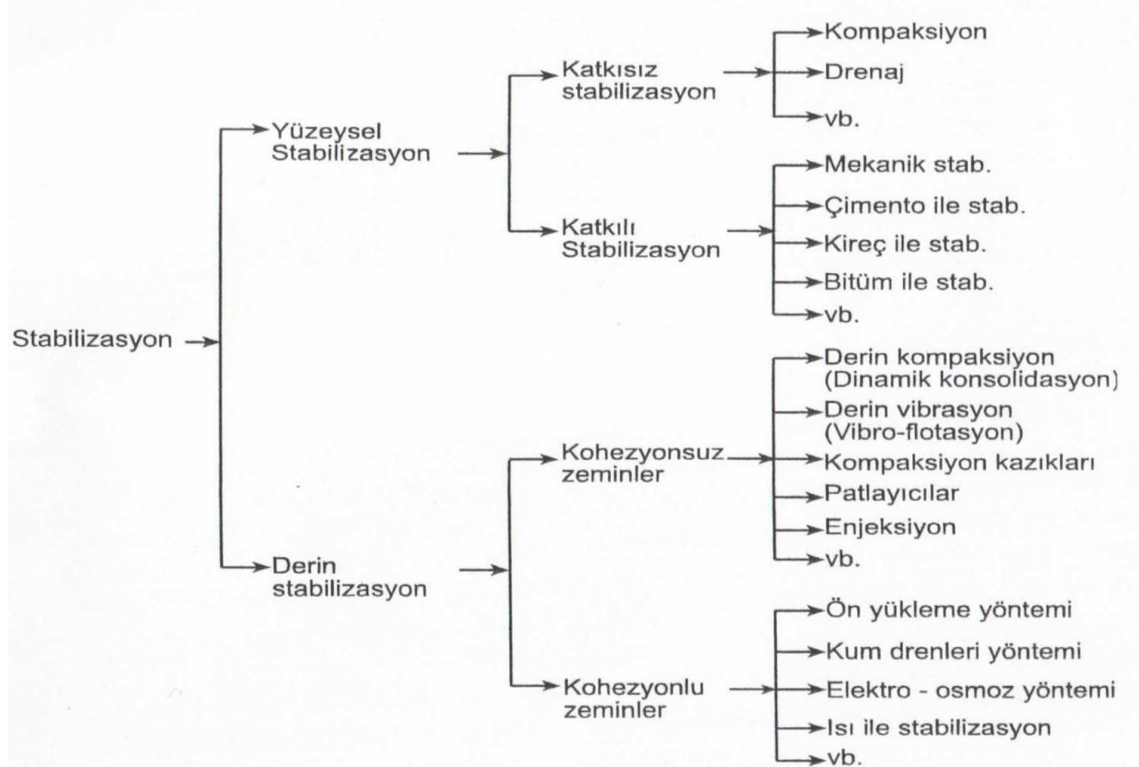 Stabilizasyon
Yüzeysel
Stabilizasyon
Katkısız
stabilizasyon
Kompaksiyon
Drenaj
vb.
Katkılı
Stabilizasyon
Mekanik stab.
Çimento ile stab.
Kireç ile stab.
Bitüm ile stab.
vb.
Derin
stabilizasyon
Kohezyonsuz
zeminler
Derin kompaksiyon
(Dinamik konsolidasyon)
Derin vibrasyon
(Vibro-flotasyon)
Kompaksiyon kazıkları
Patlayıcılar
Enjeksiyon
vb.
Kohezyonlu
zeminler
Ön yükleme yöntemi
Kum drenleri yöntemi
Elektro - osmoz yöntemi
Isı ile stabilizasyon
vb.